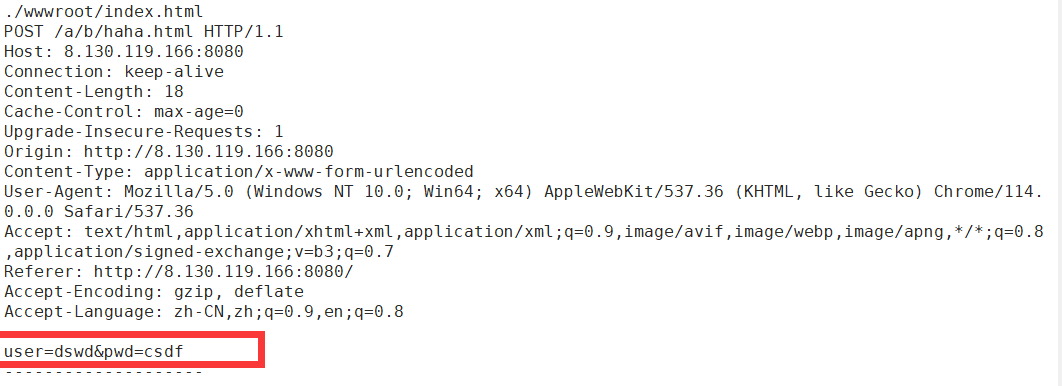 ./wwwroot/index.html
POST /a/b/haha.html HTTP/1.1
Host: 8.130.119.166:8080
Connection: keep-alive
Content-Length: 18
Cache-Control: max-age=0
Upgrade-Insecure-Requests: 1
Origin: http://8.130.119.166:8080
Content-Type: application/x-www-form-urlencoded
User-Agent: Mozilla/5.0 (Windows NT 10.0; Win64; x64) AppleWebKit/537.36 (KHTML, like Gecko) Chrome/114.
0.0.0 Safari/537.36
Accept: text/html,application/xhtml+xml,application/xml;q=0.9,image/avif,image/webp,image/apng,*/*;q=0.8
,application/signed-exchange;v=b3;q=0.7
Referer: http://8.130.119.166:8080/
Accept-Encoding: gzip, deflate
Accept-Language: zh-CN,zh;q=0.9,en;q=0.8
user=dswd&pwd=csdf
--------------------